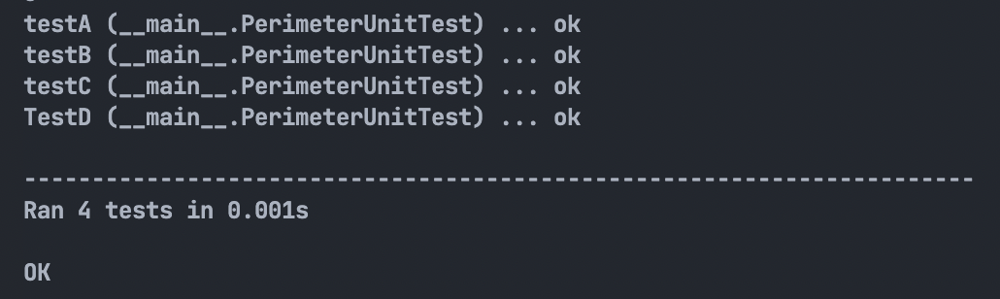 testA (__main__.PerimeterUnitTest) ... ok
testB (__main__.PerimeterUnitTest) ... ok
testC (__main__.PerimeterUnitTest) ... ok
TestD (__main__.PerimeterUnitTest) ... ok
----------------------------------------------------------------------
Ran 4 tests in 0.001s
OK